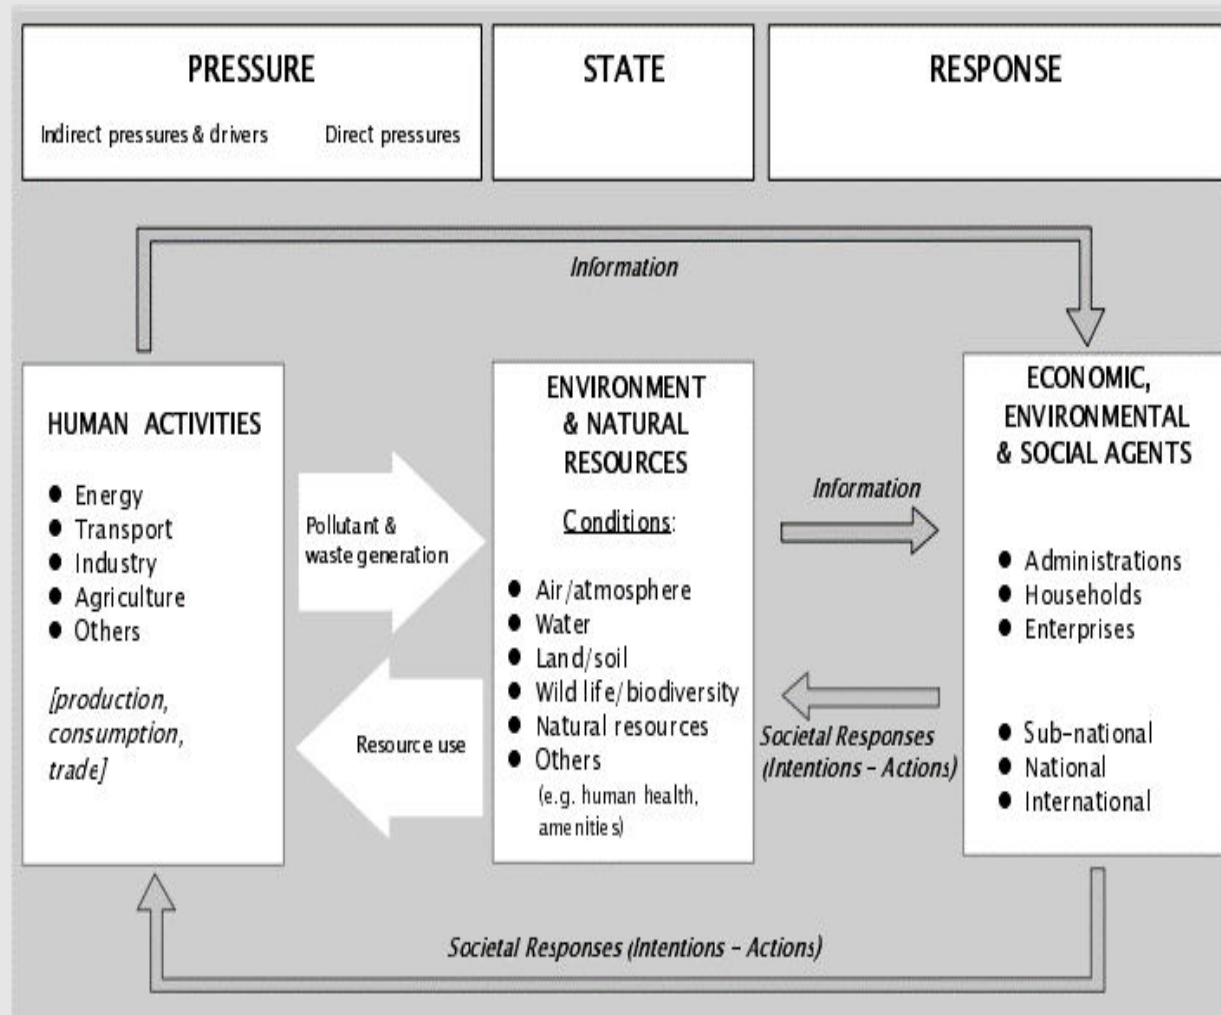 PRESSURE
Indirect pressures & drivers
Direct pressures
STATE
RESPONSE
Information
HUMAN ACTIVITIES
● Energy
● Transport
● Industry
● Agriculture
● Others
[production,
consumption,
trade]
Pollutant &
waste generation
Resource use
ENVIRONMENT
& NATURAL
RESOURCES
Conditions:
● Air/atmosphere
● Water
● Land/soil
● Wild life/biodiversity
● Natural resources
● Others
(e.g. human health,
amenities)
Information
Societal Responses
(Intentions – Actions)
ECONOMIC,
ENVIRONMENTAL
& SOCIAL AGENTS
● Administrations
● Households
● Enterprises
● Sub-national
● National
● International
Societal Responses (Intentions – Actions)